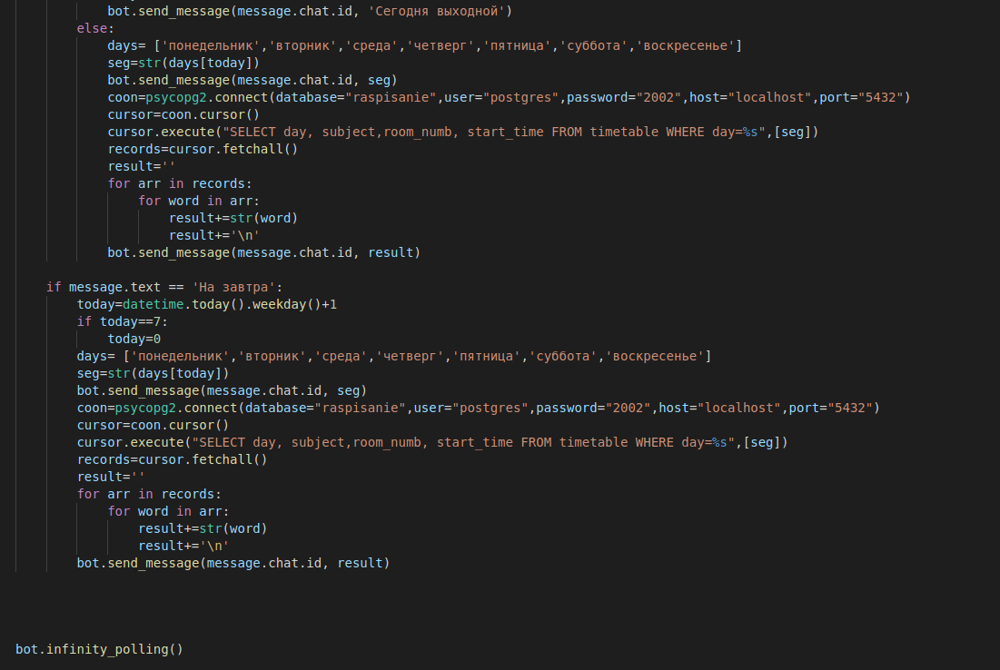 bot.send_message(message.chat.id, 'Сегодня выходной')
else:
days= ['понедельник','вторник','среда','четверг','пятница','суббота','воскресенье']
seg=str(days[today])
bot.send_message(message.chat.id, seg)
coon=psycopg2.connect(database="raspisanie",user="postgres",password="2002",host="localhost",port="5432")
cursor=coon.cursor()
cursor.execute("SELECT day, subject,room_numb, start_time FROM timetable WHERE day=%s",[seg])
records=cursor.fetchall()
result=''
for arr in records:
for word in arr:
result+=str(word)
result+='\n'
bot.send_message(message.chat.id, result)
if message.text == 'На завтра':
today=datetime.today().weekday()+1
if today==7:
today=0
days= ['понедельник','вторник','среда','четверг','пятница','суббота','воскресенье']
seg=str(days[today])
bot.send_message(message.chat.id, seg)
coon=psycopg2.connect(database="raspisanie",user="postgres",password="2002",host="localhost",port="5432")
cursor=coon.cursor()
cursor.execute("SELECT day, subject,room_numb, start_time FROM timetable WHERE day=%s",[seg])
records=cursor.fetchall()
result=''
for arr in records:
for word in arr:
result+=str(word)
result+='\n'
bot.send_message(message.chat.id, result)
bot.infinity_polling()